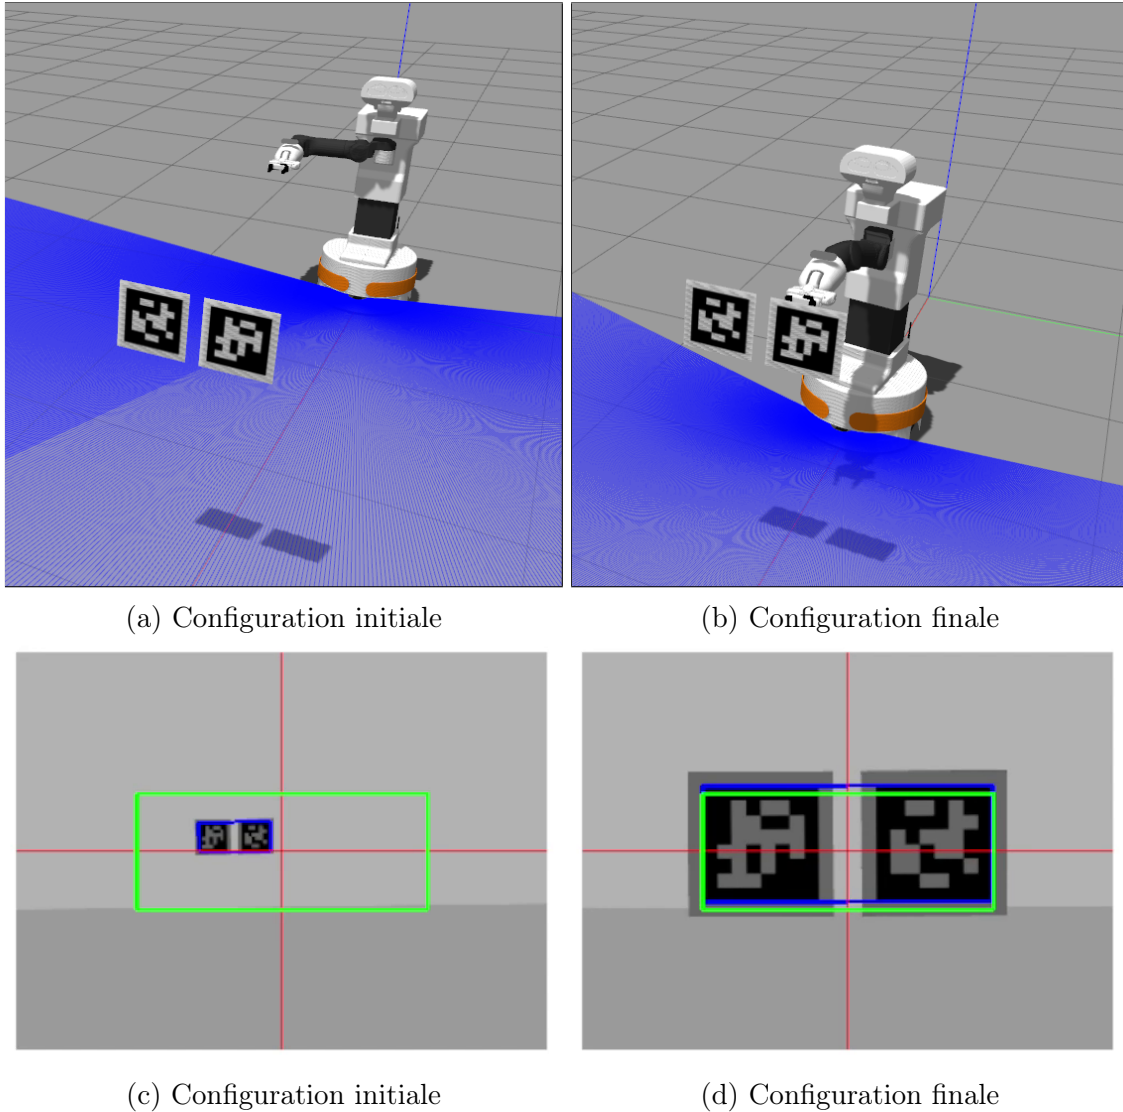 (a) Configuration initiale
(b) Configuration finale
(c) Configuration initiale
(d) Configuration finale